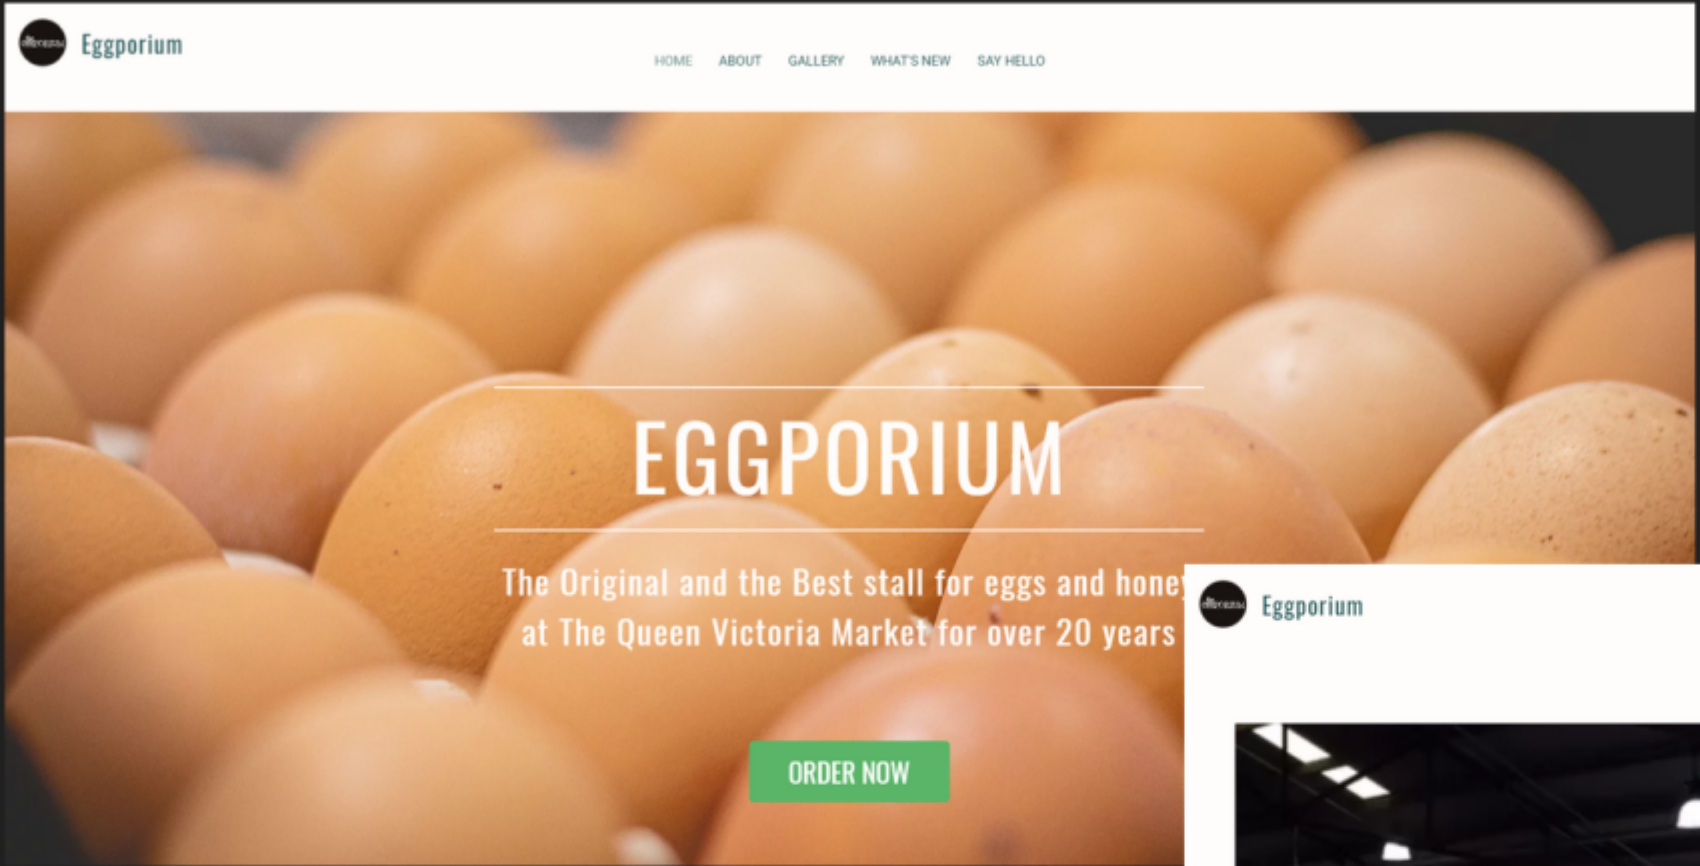 Eggporium
HOME ABOUT GALLERY WHAT'S NEW SAY HELLO
EGGPORIUM
The Original and the Best stall for eggs and honey
at The Queen Victoria Market for over 20 years
ORDER NOW
Eggporium